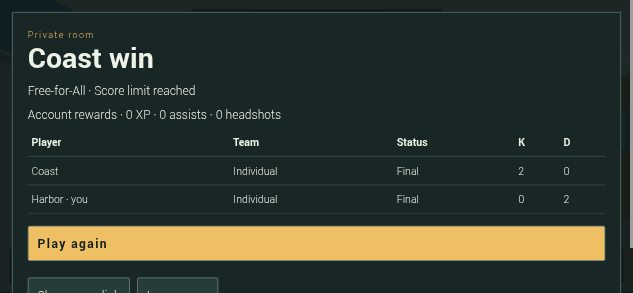 Private room
Coast win
Free-for-All · Score limit reached
Account rewards · 0 XP · 0 assists · 0 headshots
Player Team Status K D
Coast Individual Final 2 0
Harbor · you Individual Final 0 2
Play again